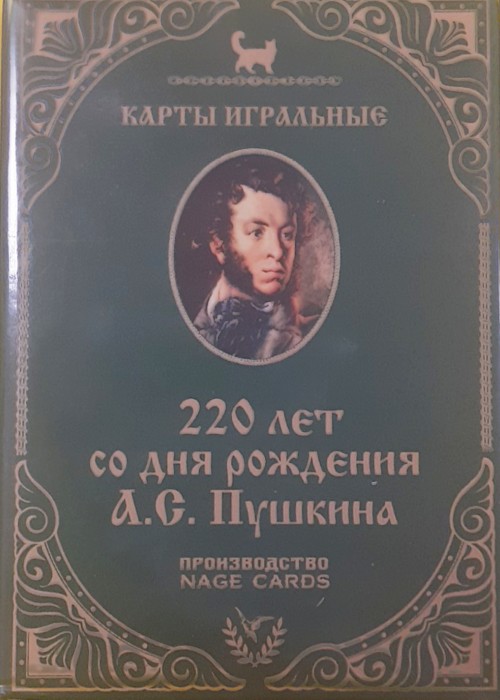 КАРТЫ ИГРАЛЬНЫЕ
220 лет
со дня рождения
А.С. Пушкина
ПРОИЗВОДСТВО
NAGE CARDS